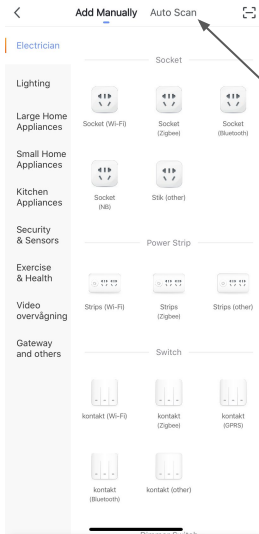 Add Manually Auto Scan
Electrician
Lighting
Large Home
Appliances
Small Home
Appliances
Kitchen
Appliances
Security
& Sensors
Exercise
& Health
Video
overvågning
Gateway
and others
Socket
Socket (Wi-Fi)
Socket
(Zigbee)
Socket
(Bluetooth)
Socket
(NB)
Stik (other)
Power Strip
Strips (Wi-Fi)
Strips
(Zigbee)
Strips (other)
Switch
kontakt (Wi-Fi)
kontakt
(Zigbee)
kontakt
(GPRS)
kontakt
(Bluetooth)
kontakt (other)
Dimmer Switch